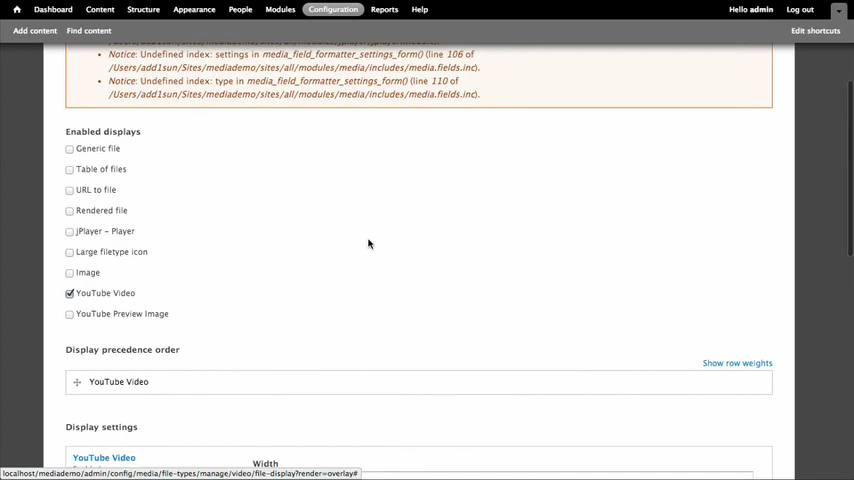 Dashboard Content Structure Appearance People Modules Configuration Reports Help Hello admin Log out
Add content Find content Edit shortcuts
Notice: Undefined index: settings in media_field_formatter_settings_form() (line 106 of
/Users/add1sun/Sites/mediademo/sites/all/modules/media/includes/media.fields.inc).
Notice: Undefined index: type in media_field_formatter_settings_form() (line 110 of
/Users/add1sun/Sites/mediademo/sites/all/modules/media/includes/media.fields.inc).
Enabled displays
Generic file
Table of files
URL to file
Rendered file
jPlayer - Player
Large filetype icon
Image
YouTube Video
YouTube Preview Image
Display precedence order
Show row weights
YouTube Video
Display settings
YouTube Video
Width
localhost/mediademo/admin/config/media/file-types/manage/video/file-display?render=overlay#